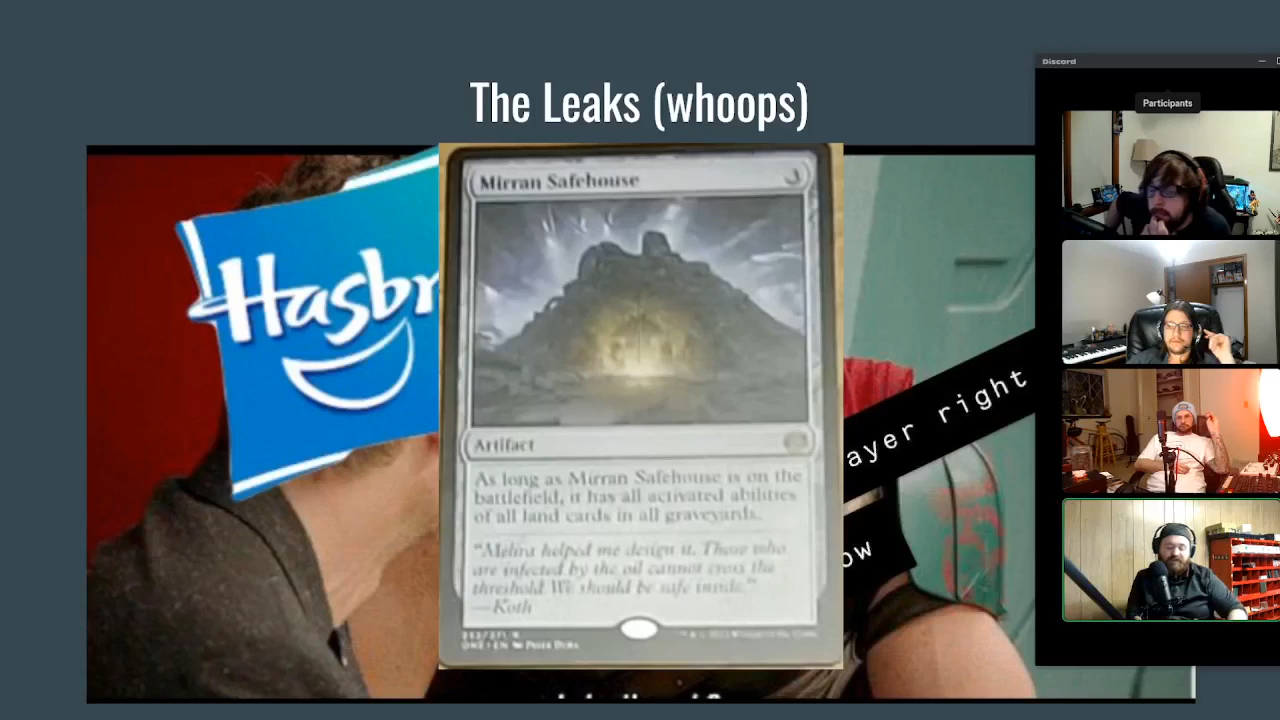 The Leaks (whoops)
Discord
Participants
Hasbr
Mirran Safehouse
3
Artifact
As long as Mirran Safehouse is on the
battlefield, it has all activated abilities
of all land cards in all graveyards.
"Melira helped me design it. Those who
are infected by the oil cannot cross the
threshold. We should be safe inside."
—Koth
ONE • EN
ayer right
ow